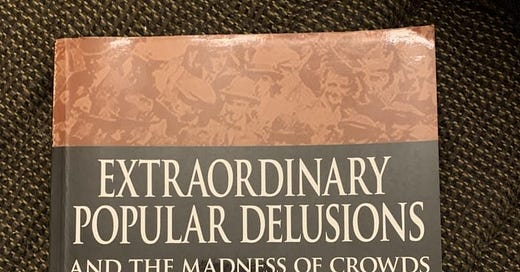 EXTRAORDINARY
POPULAR DELUSIONS
AND THE MADNESS OF CROWDS